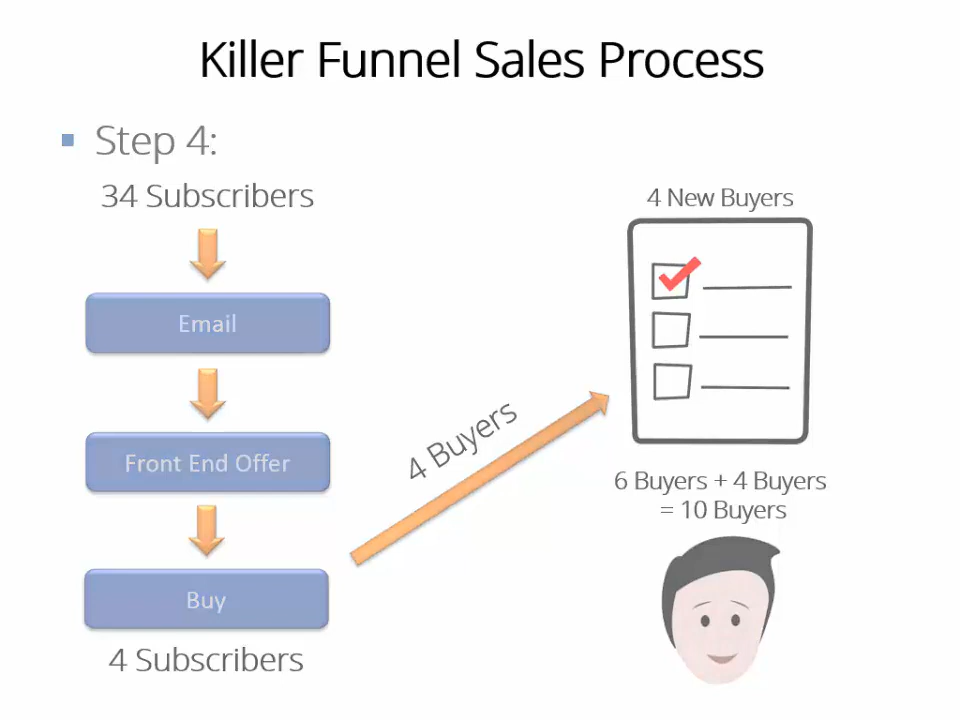 Killer Funnel Sales Process
Step 4:
34 Subscribers
Email
Front End Offer
Buy
4 Subscribers
4 Buyers
4 New Buyers
6 Buyers + 4 Buyers
= 10 Buyers